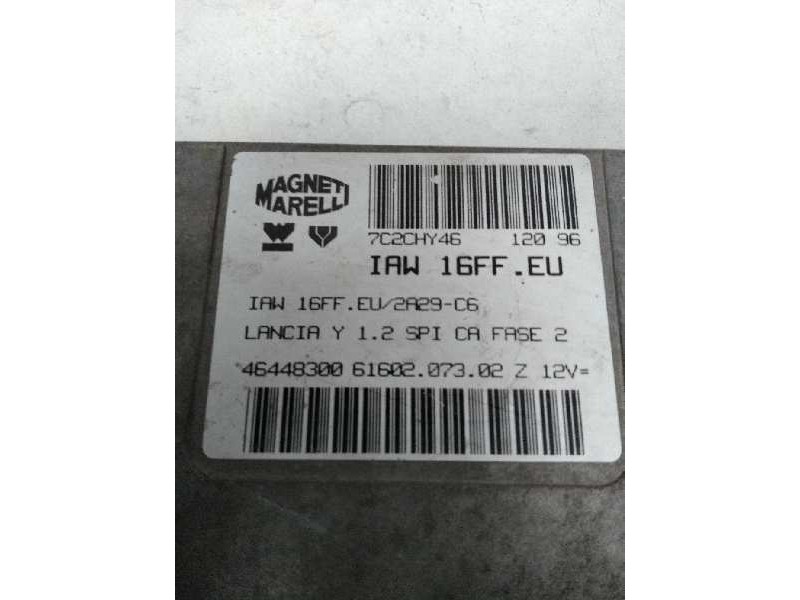 MAGNETI
MARELLI
7C2CHY46 120 96
IAW 16FF.EU
IAW 16FF.EU/2A29-C6
LANCIA Y 1.2 SPI CA FASE 2
*46448300 61602.073.02 Z 12V=